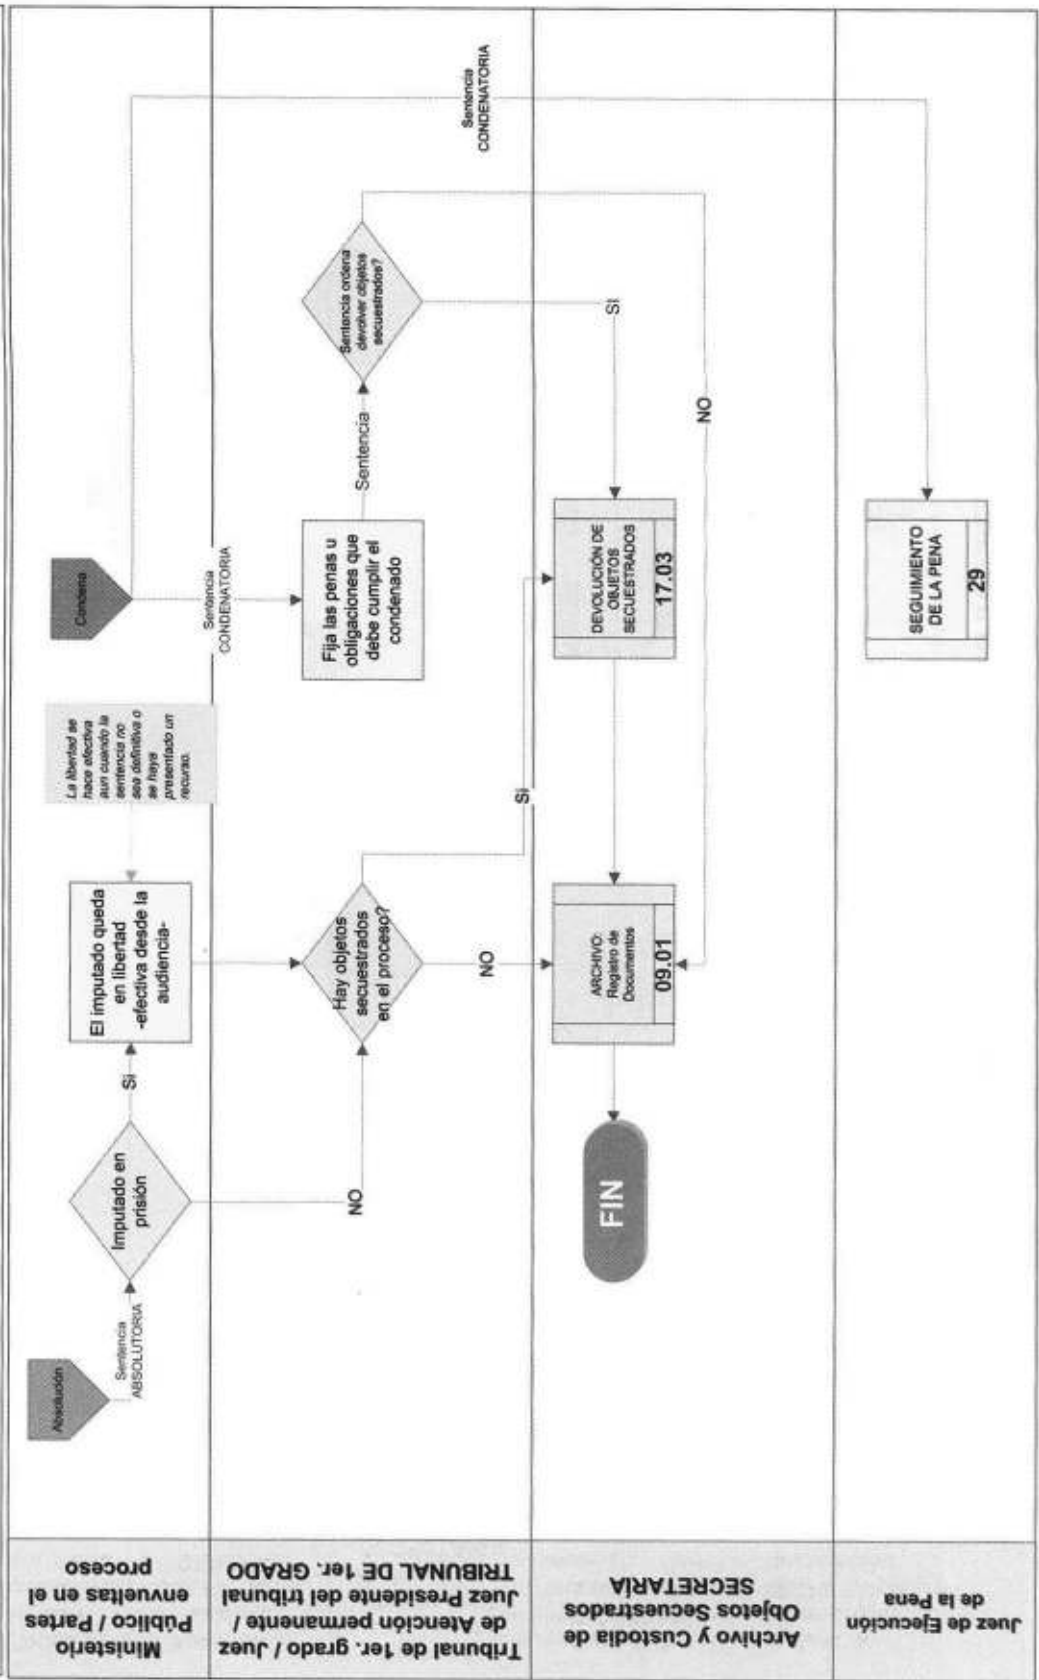 Ministerio
Público / Partes
envueltas en el
proceso
Absolución
Sentencia
ABSOLUTORIA
Imputado en
prisión
Si
El imputado queda
en libertad
-efectiva desde la
audiencia-
La libertad se
hace efectiva
aun cuando la
sentencia no
sea definitiva o
se haya
presentado un
recurso.
Condena
Sentencia
CONDENATORIA
Sentencia
CONDENATORIA
Tribunal de 1er. grado / Juez
de Atención permanente /
Juez Presidente del tribunal
TRIBUNAL DE 1er. GRADO
NO
Hay objetos
secuestrados
en el proceso?
NO
Si
Fija las penas u
obligaciones que
debe cumplir el
condenado
Sentencia
Sentencia ordena
devolver objetos
secuestrados?
SI
NO
Archivo y Custodia de
Objetos Secuestrados
SECRETARÍA
FIN
ARCHIVO:
Registro de
Documentos
09.01
DEVOLUCIÓN DE
OBJETOS
SECUESTRADOS
17.03
Juez de Ejecución
de la Pena
SEGUIMIENTO
DE LA PENA
29